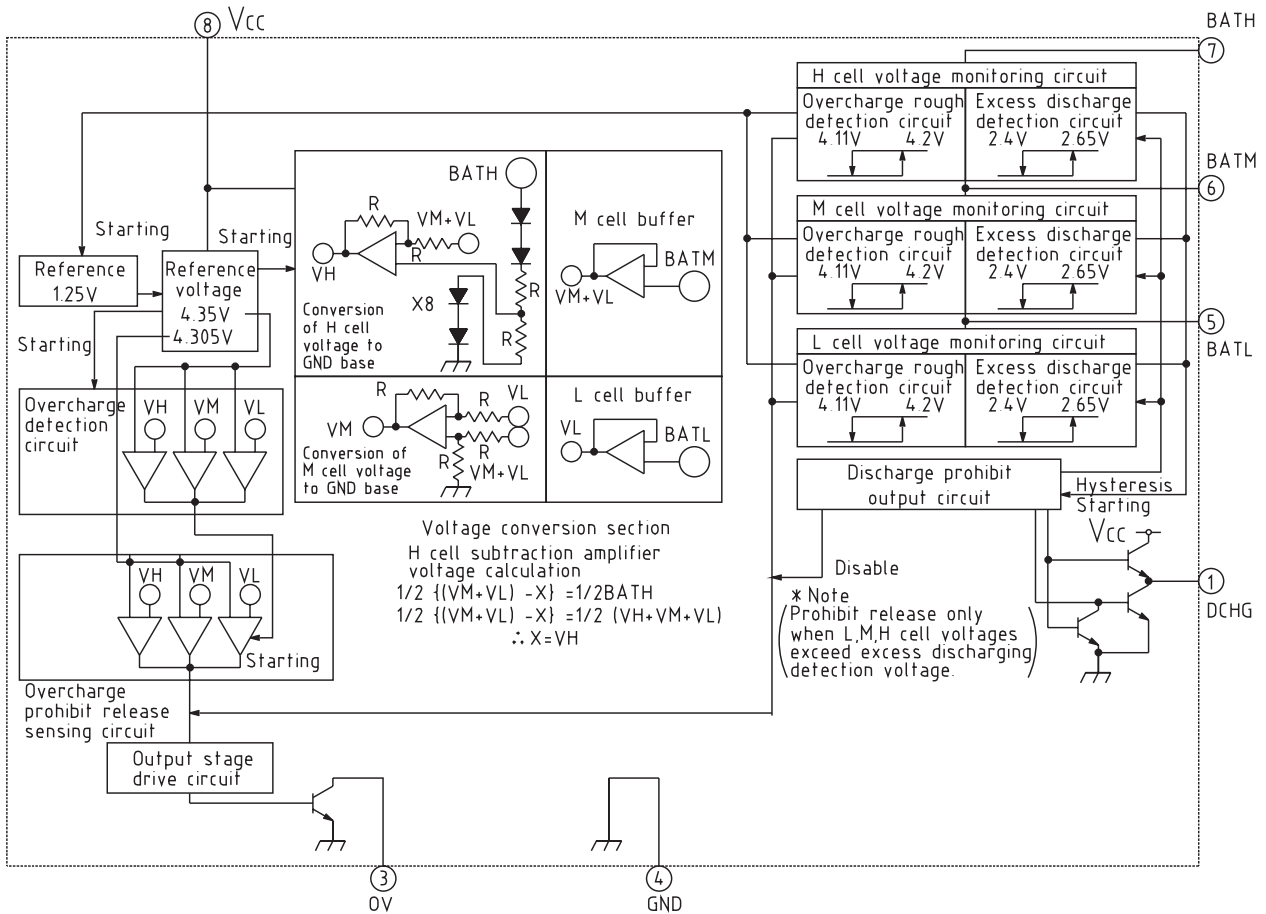 8 VCC
BATH
7
H cell voltage monitoring circuit
Overcharge rough
detection circuit
4.11V 4.2V
Excess discharge
detection circuit
2.4V 2.65V
BATM
6
M cell voltage monitoring circuit
Overcharge rough
detection circuit
4.11V 4.2V
Excess discharge
detection circuit
2.4V 2.65V
5
BATL
L cell voltage monitoring circuit
Overcharge rough
detection circuit
4.11V 4.2V
Excess discharge
detection circuit
2.4V 2.65V
Starting
Starting
Reference
1.25V
Reference
voltage
4.35V
4.305V
Starting
BATH
R
VM+VL
VH
R
R
X8
R
Conversion
of H cell
voltage to
GND base
M cell buffer
BATM
VM+VL
R
VL
R
VM
R
R
VM+VL
Conversion of
M cell voltage
to GND base
L cell buffer
VL
BATL
Overcharge
detection
circuit
VH VM VL
Discharge prohibit
output circuit
Hysteresis
Starting
VCC
1
DCHG
Disable
* Note
(Prohibit release only
when L,M,H cell voltages
exceed excess discharging
detection voltage.)
Voltage conversion section
H cell subtraction amplifier
voltage calculation
1/2 {(VM+VL) -X} =1/2BATH
1/2 {(VM+VL) -X} =1/2 (VH+VM+VL)
∴ X=VH
VH VM VL
Starting
Overcharge
prohibit release
sensing circuit
Output stage
drive circuit
3
OV
4
GND